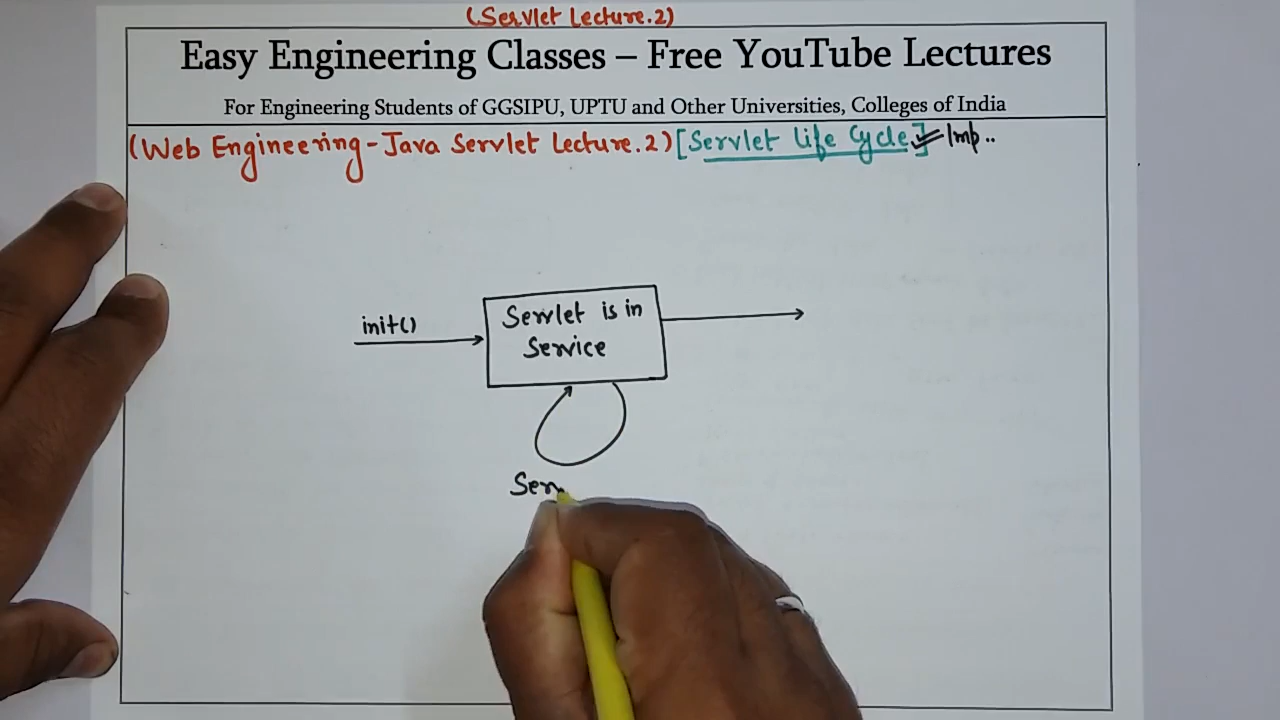 (Servlet Lecture.2)
Easy Engineering Classes – Free YouTube Lectures
For Engineering Students of GGSIPU, UPTU and Other Universities, Colleges of India
(Web Engineering-Java Servlet Lecture.2) [Servlet Life Cycle] Imp..
init()
Servlet is in
Service
Serv